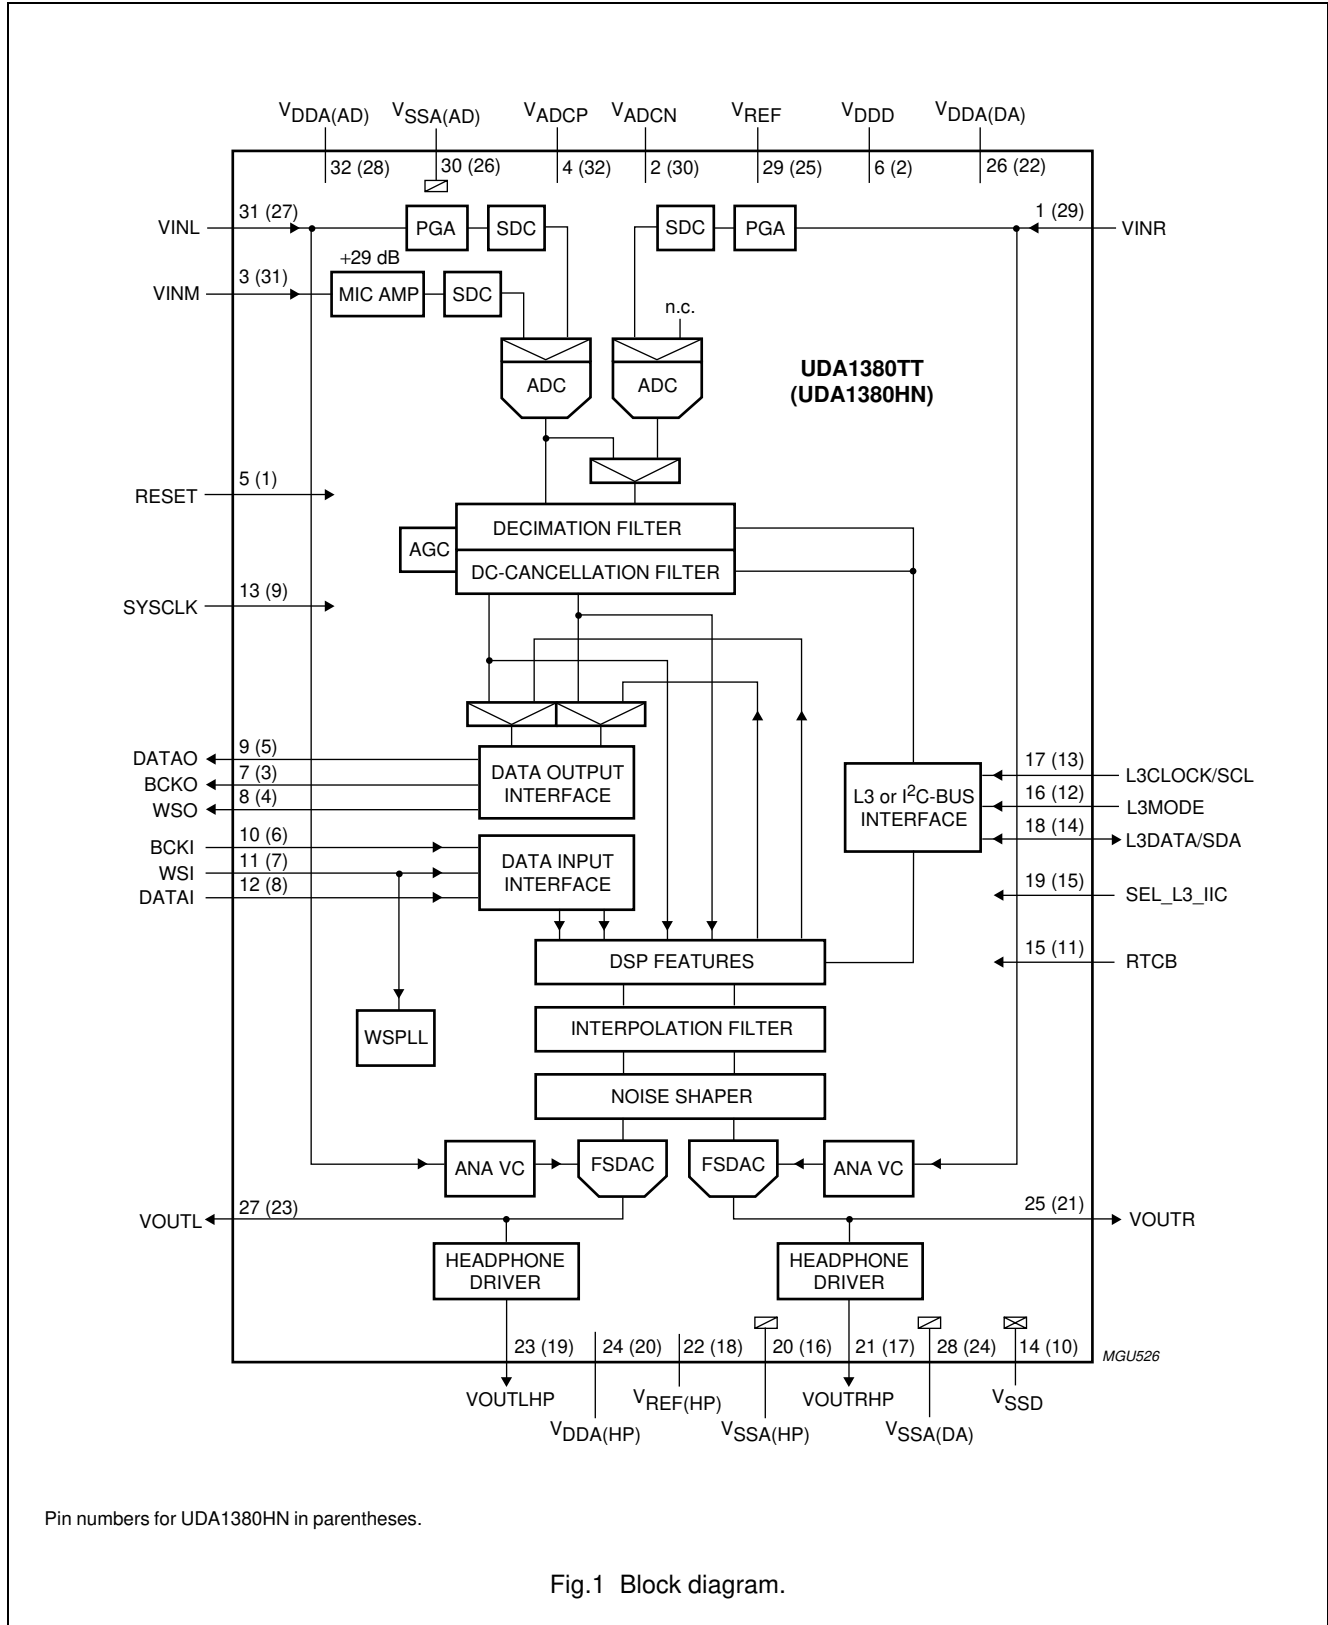 VDDA(AD) VSSA(AD) VADCP VADCN VREF VDDD VDDA(DA)
32 (28) 30 (26) 4 (32) 2 (30) 29 (25) 6 (2) 26 (22)
VINL 31 (27) PGA SDC SDC PGA 1 (29) VINR
+29 dB
VINM 3 (31) MIC AMP SDC
n.c.
ADC ADC
UDA1380TT
(UDA1380HN)
RESET 5 (1)
DECIMATION FILTER
AGC
DC-CANCELLATION FILTER
SYSCLK 13 (9)
DATAO 9 (5)
BCKO 7 (3)
WSO 8 (4)
DATA OUTPUT
INTERFACE
L3 or I2C-BUS
INTERFACE
17 (13) L3CLOCK/SCL
16 (12) L3MODE
18 (14) L3DATA/SDA
BCKI 10 (6)
WSI 11 (7)
DATAI 12 (8)
DATA INPUT
INTERFACE
19 (15) SEL_L3_IIC
DSP FEATURES
15 (11) RTCB
WSPLL
INTERPOLATION FILTER
NOISE SHAPER
ANA VC FSDAC FSDAC ANA VC
VOUTL 27 (23) 25 (21) VOUTR
HEADPHONE
DRIVER
HEADPHONE
DRIVER
23 (19) 24 (20) 22 (18) 20 (16) 21 (17) 28 (24) 14 (10)
MGU526
VOUTLHP VREF(HP) VOUTRHP VSSD
VDDA(HP) VSSA(HP) VSSA(DA)
Pin numbers for UDA1380HN in parentheses.
Fig.1 Block diagram.